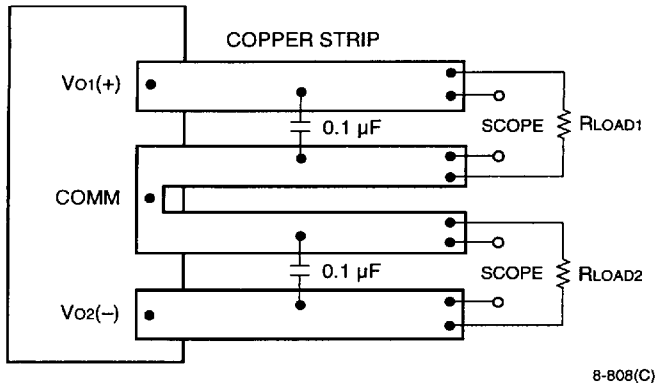 COPPER STRIP
VO1(+)
0.1 µF
SCOPE
RLOAD1
COMM
0.1 µF
SCOPE
RLOAD2
VO2(–)
8-808(C)